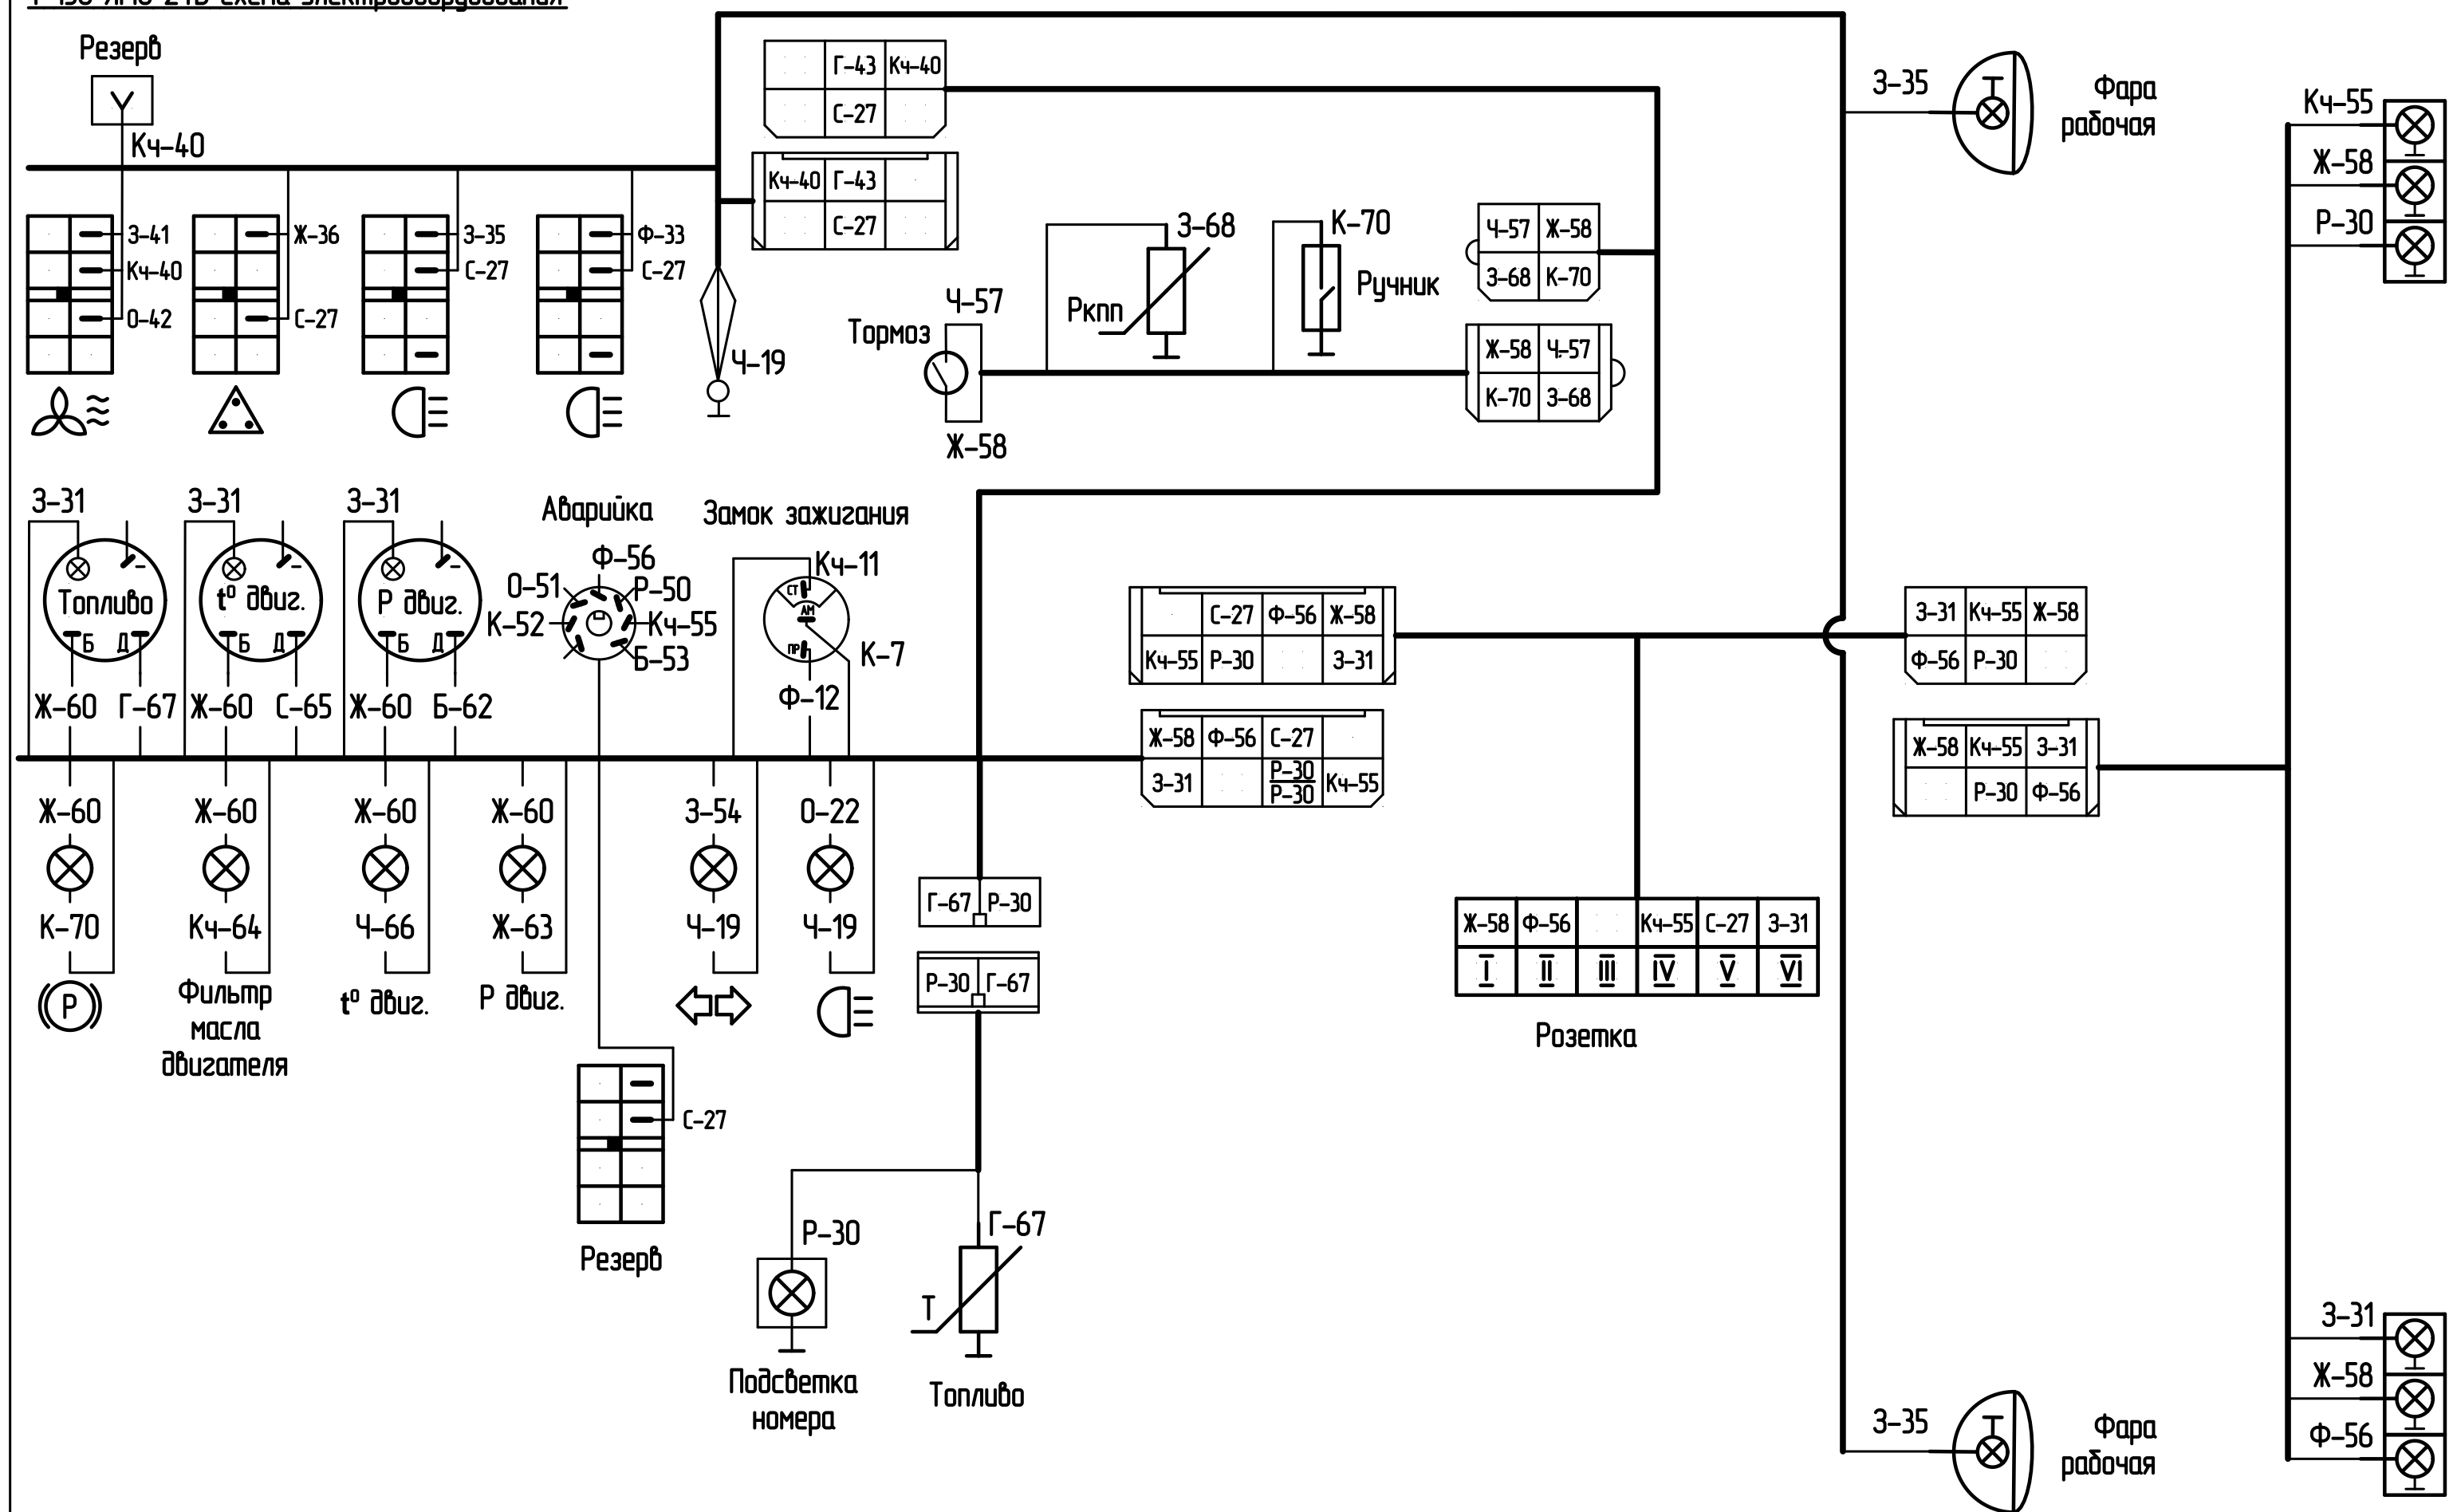 Резерв
Кч-40
З-41
Кч-40
О-42
Ж-36
С-27
З-35
С-27
Ф-33
С-27
Г-43 Кч-40
С-27
Кч-40 Г-43
С-27
Ч-19
Тормоз
Ч-57
Ж-58
Ркпп
З-68
К-70
Ручник
Ч-57 Ж-58
З-68 К-70
Ж-58 Ч-57
К-70 З-68
З-35
Фара
рабочая
Кч-55
Ж-58
Р-30
З-31
Топливо
Б Д
Ж-60 Г-67
З-31
t° двиг.
Б Д
Ж-60 С-65
З-31
Р двиг.
Б Д
Ж-60 Б-62
Аварийка
Ф-56
О-51
Р-50
К-52
Кч-55
Б-53
Замок зажигания
Кч-11
СТ
АМ
ПР
К-7
Ф-12
С-27 Ф-56 Ж-58
Кч-55 Р-30 З-31
Ж-58 Ф-56 С-27
З-31 Р-30 Кч-55
Р-30
З-31 Кч-55 Ж-58
Ф-56 Р-30
Ж-58 Кч-55 З-31
Р-30 Ф-56
Ж-60
К-70
Р
Ж-60
Кч-64
Фильтр
масла
двигателя
Ж-60
Ч-66
t° двиг.
Ж-60
Ж-63
Р двиг.
З-54
Ч-19
О-22
Ч-19
Г-67 Р-30
Р-30 Г-67
Ж-58 Ф-56 Кч-55 С-27 З-31
I II III IV V VI
Розетка
С-27
Резерв
Р-30
Подсветка
номера
Г-67
Т
Топливо
З-35
Фара
рабочая
З-31
Ж-58
Ф-56